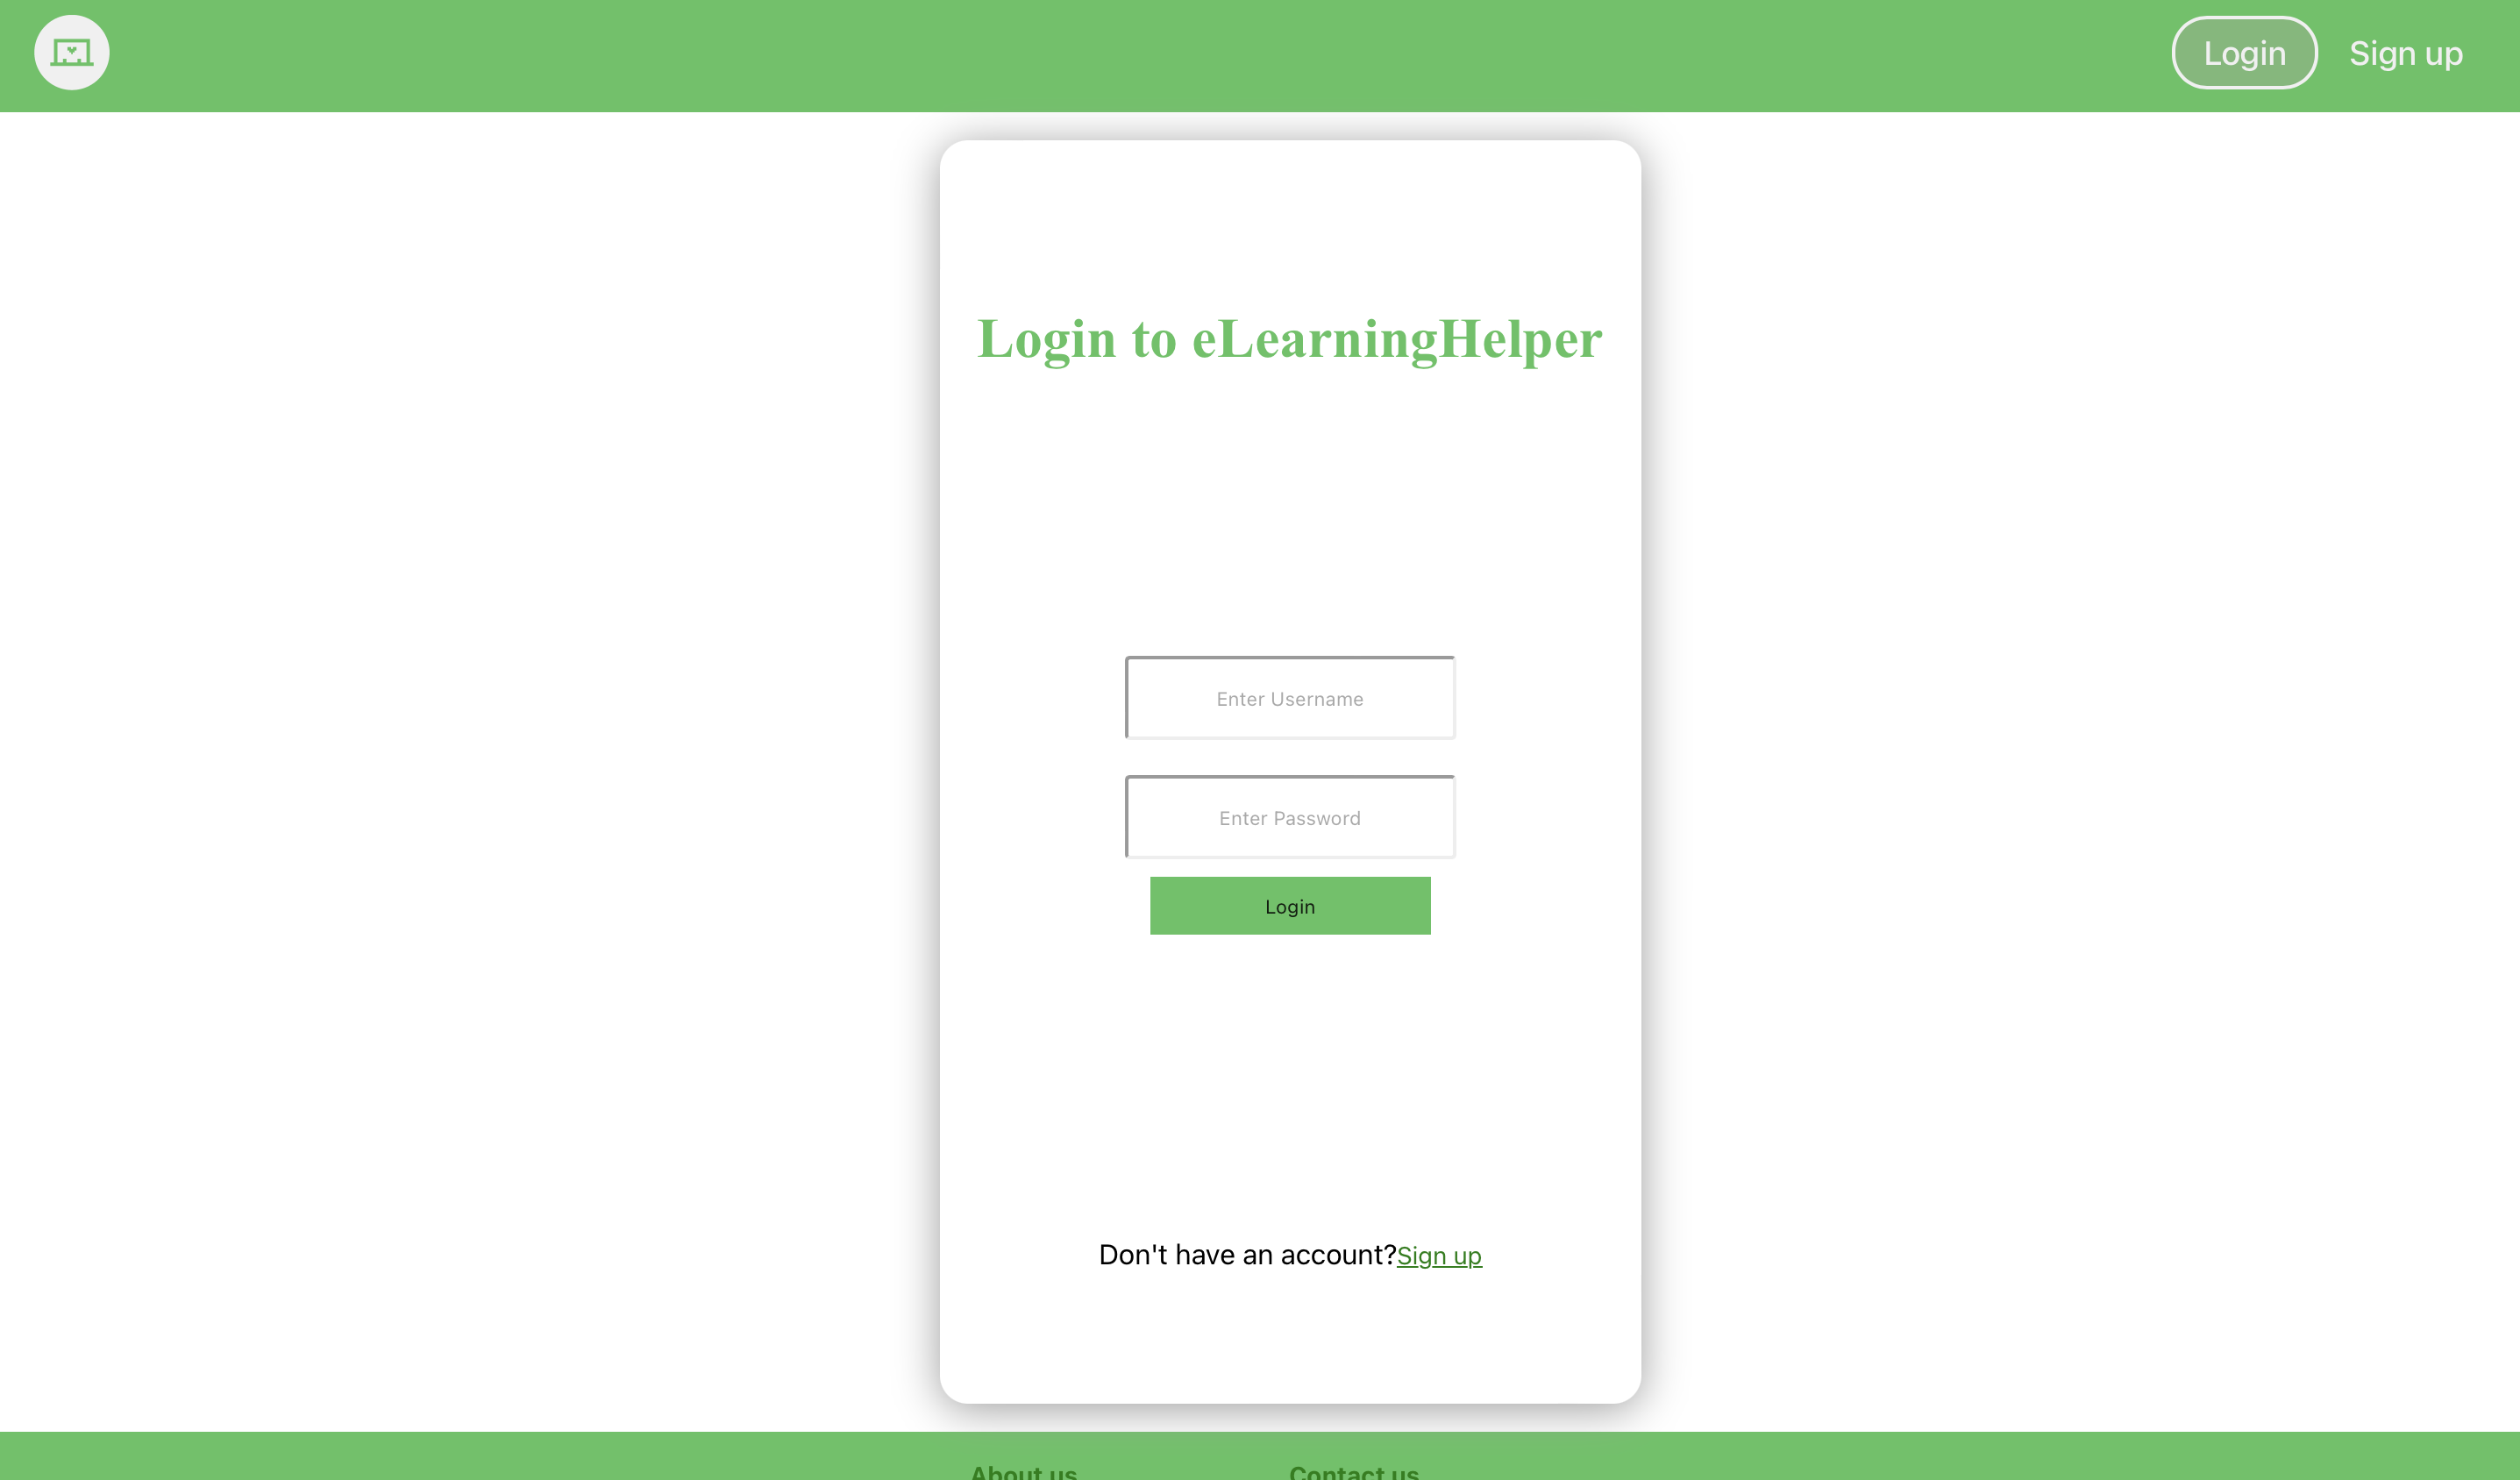 Login Sign up
Login to eLearningHelper
Enter Username
Enter Password
Login
Don't have an account?Sign up
About us Contact us